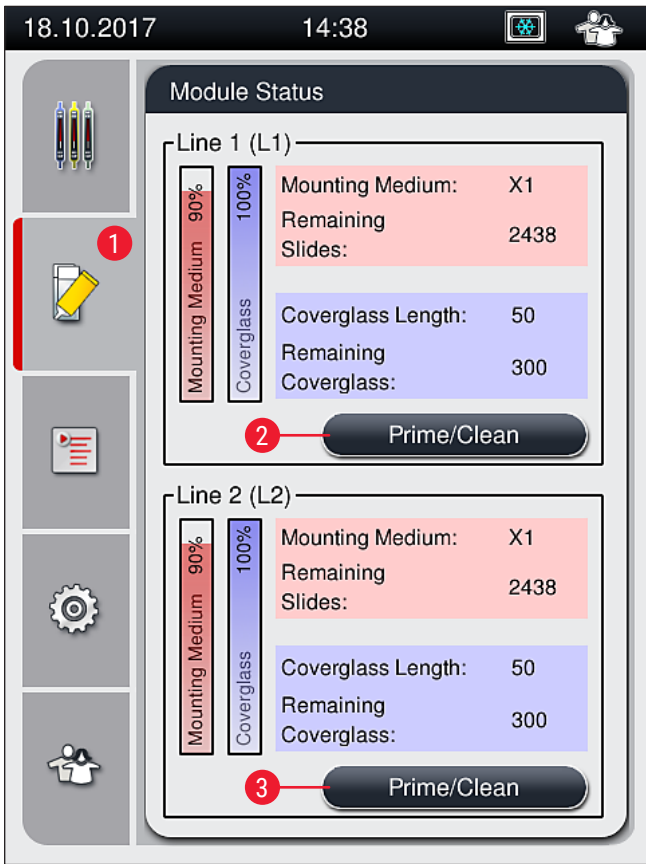 18.10.2017 14:38
Module Status
1
Line 1 (L1)
Mounting Medium 90%
Coverglass 100%
Mounting Medium: X1
Remaining
Slides: 2438
Coverglass Length: 50
Remaining
Coverglass: 300
2 Prime/Clean
Line 2 (L2)
Mounting Medium 90%
Coverglass 100%
Mounting Medium: X1
Remaining
Slides: 2438
Coverglass Length: 50
Remaining
Coverglass: 300
3 Prime/Clean